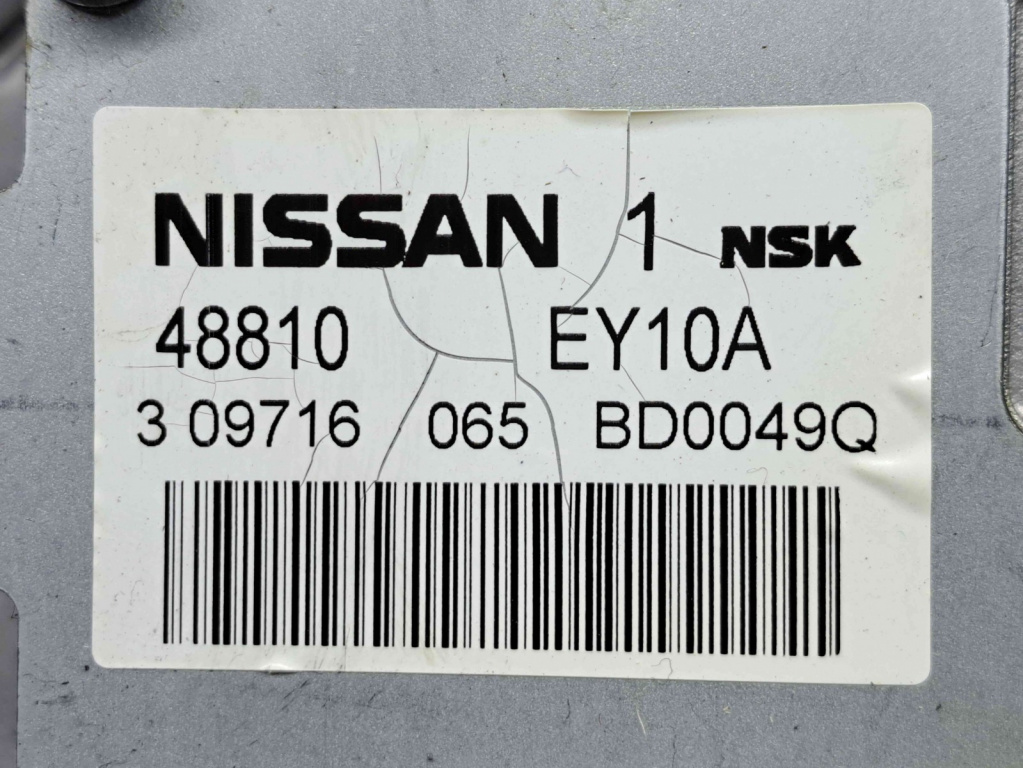 NISSAN 1 NSK
48810 EY10A
3 09716 065 BD0049Q